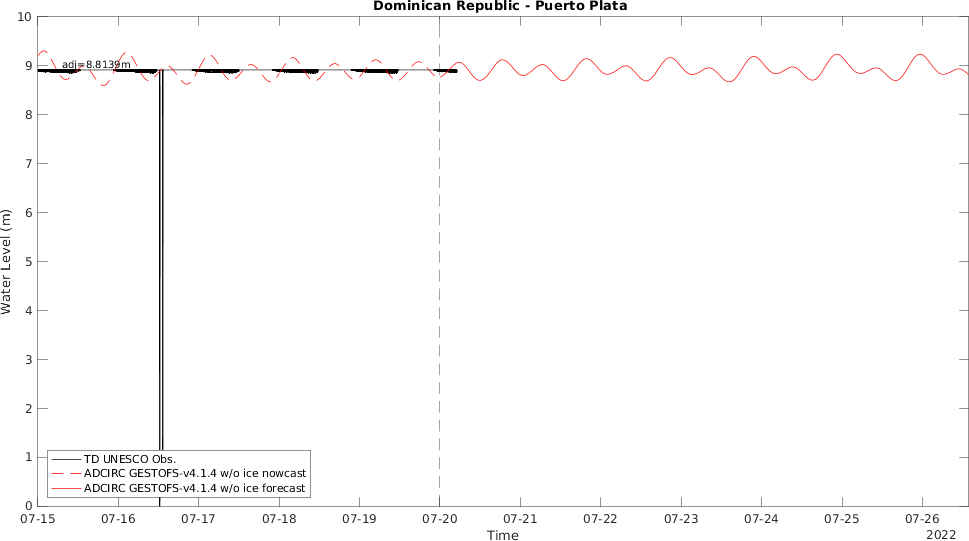 Dominican Republic - Puerto Plata
10
9
8
7
6
5
4
3
2
1
0
Water Level (m)
adj=8.8139m
TD UNESCO Obs.
ADCIRC GESTOFS-v4.1.4 w/o ice nowcast
ADCIRC GESTOFS-v4.1.4 w/o ice forecast
07-15 07-16 07-17 07-18 07-19 07-20 07-21 07-22 07-23 07-24 07-25 07-26
Time
2022